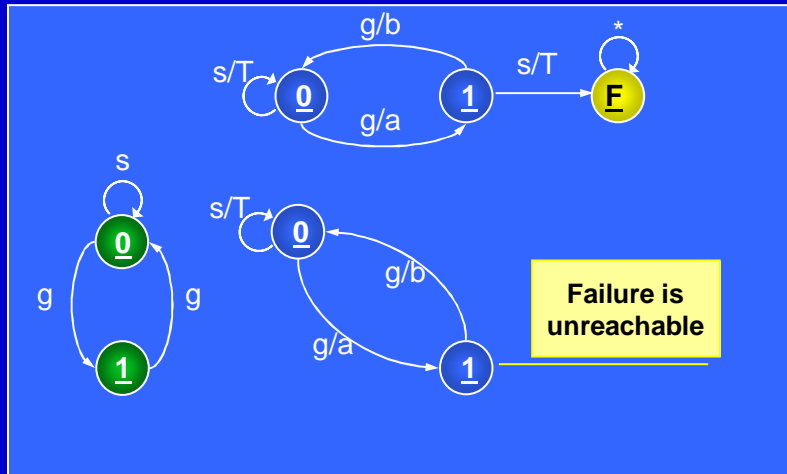 g/b
*
s/T
s/T
0
1
F
g/a
s
s/T
0
0
g/b
g
g
Failure is
unreachable
g/a
1
1